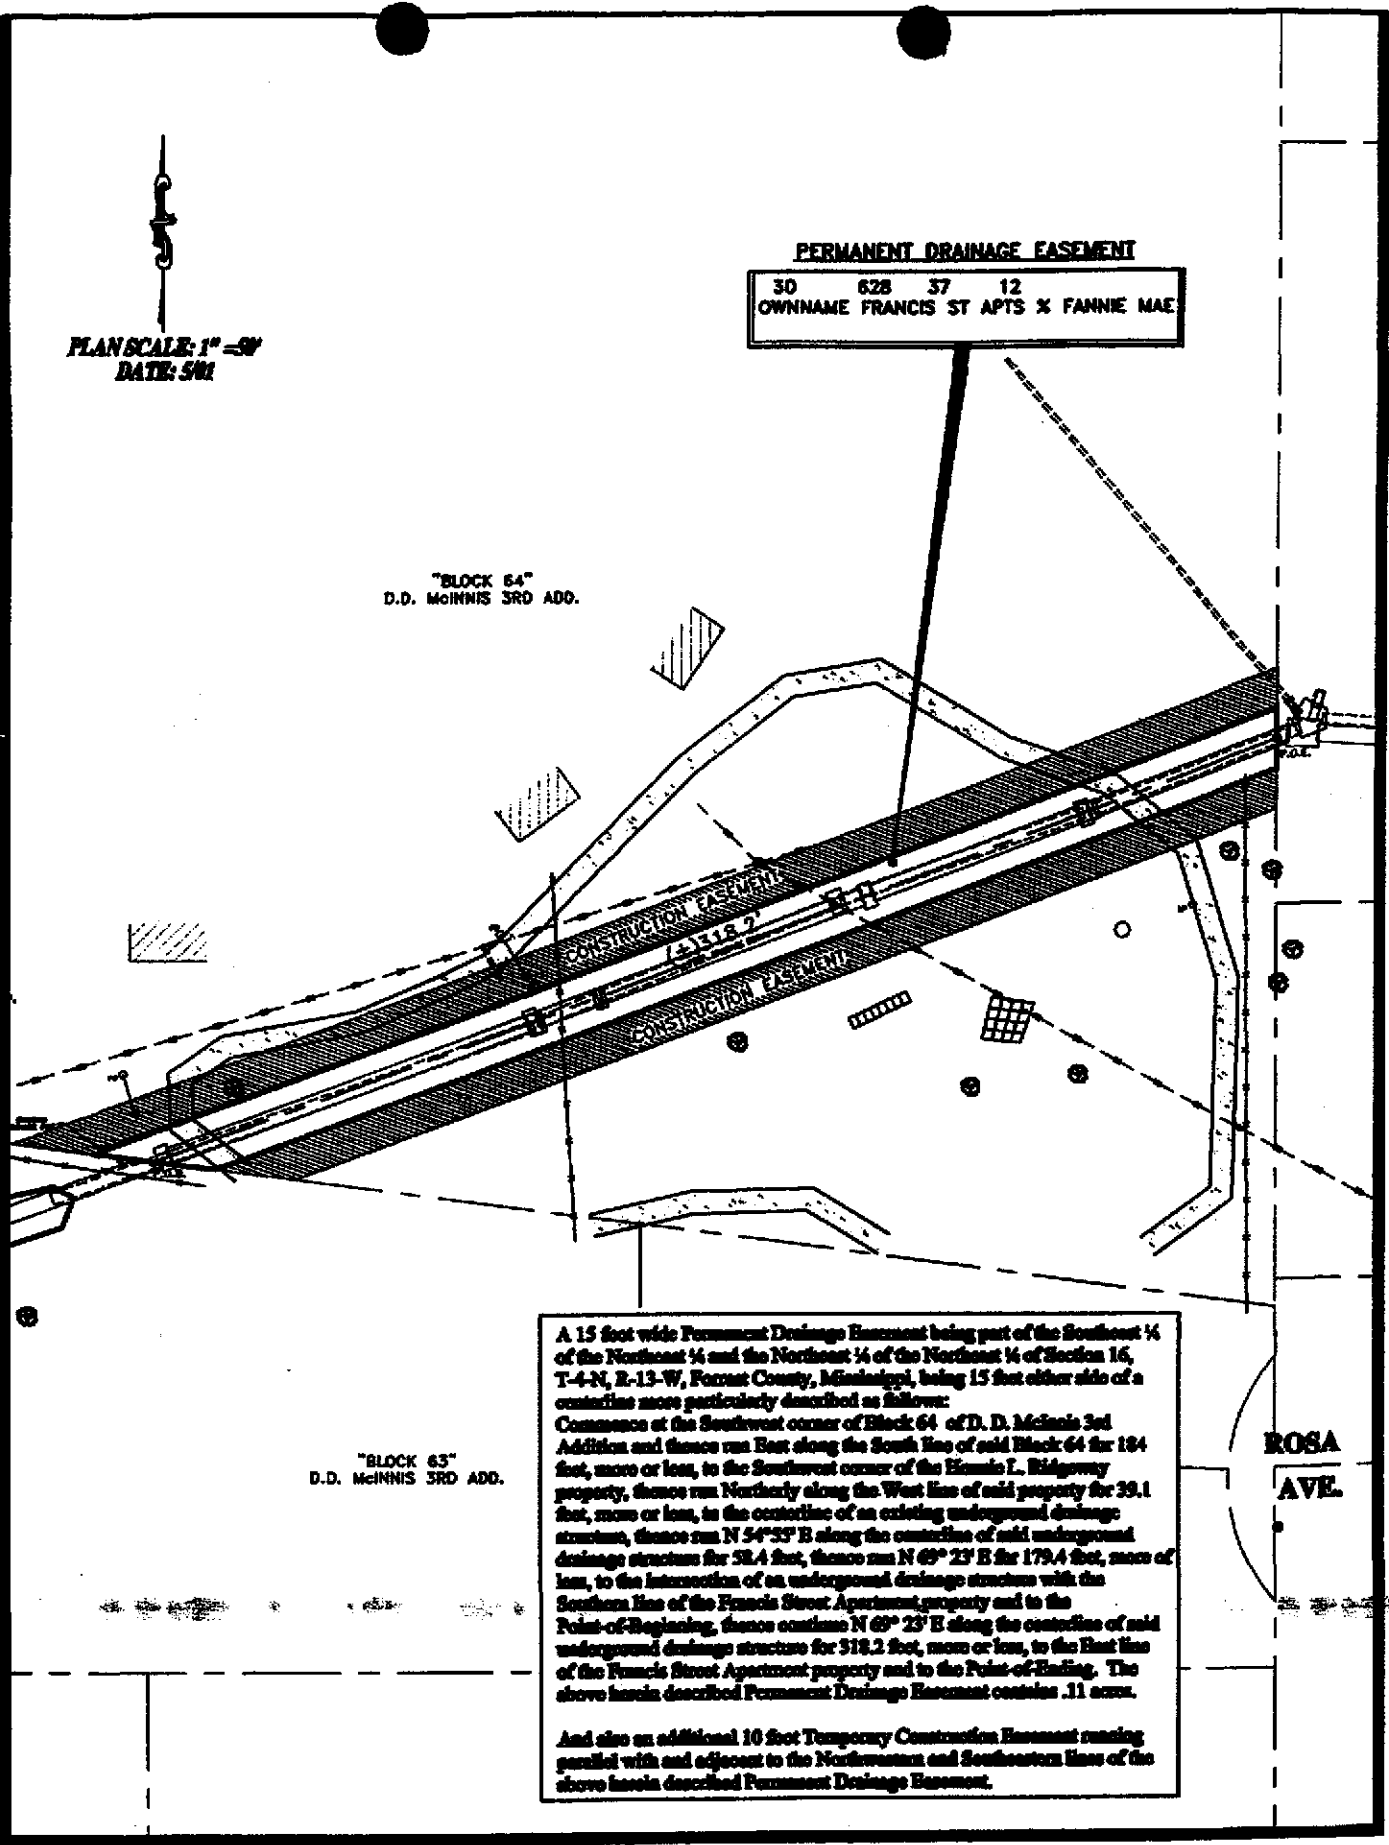 PERMANENT DRAINAGE EASEMENT
30 628 37 12
OWNNAME FRANCIS ST APTS % FANNIE MAE
PLAN SCALE: 1" =50'
DATE: 5/01
"BLOCK 64"
D.D. McINNIS 3RD ADD.
CONSTRUCTION EASEMENT
(±)318.2'
CONSTRUCTION EASEMENT
P.O.E.
P.O.B.
A 15 foot wide Permanent Drainage Easement being part of the Southeast ¼
of the Northeast ¼ and the Northeast ¼ of the Northeast ¼ of Section 16,
T-4-N, R-13-W, Forrest County, Mississippi, being 15 feet either side of a
centerline more particularly described as follows:
Commence at the Southwest corner of Block 64 of D. D. McInnis 3rd
Addition and thence run East along the South line of said Block 64 for 184
feet, more or less, to the Southwest corner of the L. Ridgeway
property, thence run Northerly along the West line of said property for 39.1
feet, more or less, to the centerline of an existing underground drainage
structure, thence run N 54°55' E along the centerline of said underground
drainage structure for 58.4 feet, thence run N 69° 23' E for 179.4 feet, more of
less, to the intersection of an underground drainage structure with the
Southern line of the Francis Street Apartment property and to the
Point-of-Beginning, thence continue N 69° 23' E along the centerline of said
underground drainage structure for 318.2 feet, more or less, to the East line
of the Francis Street Apartment property and to the Point-of-Ending. The
above herein described Permanent Drainage Easement contains .11 acres.
And also an additional 10 foot Temporary Construction Easement running
parallel with and adjacent to the Northwestern and Southeastern lines of the
above herein described Permanent Drainage Easement.
"BLOCK 63"
D.D. McINNIS 3RD ADD.
ROSA
AVE.